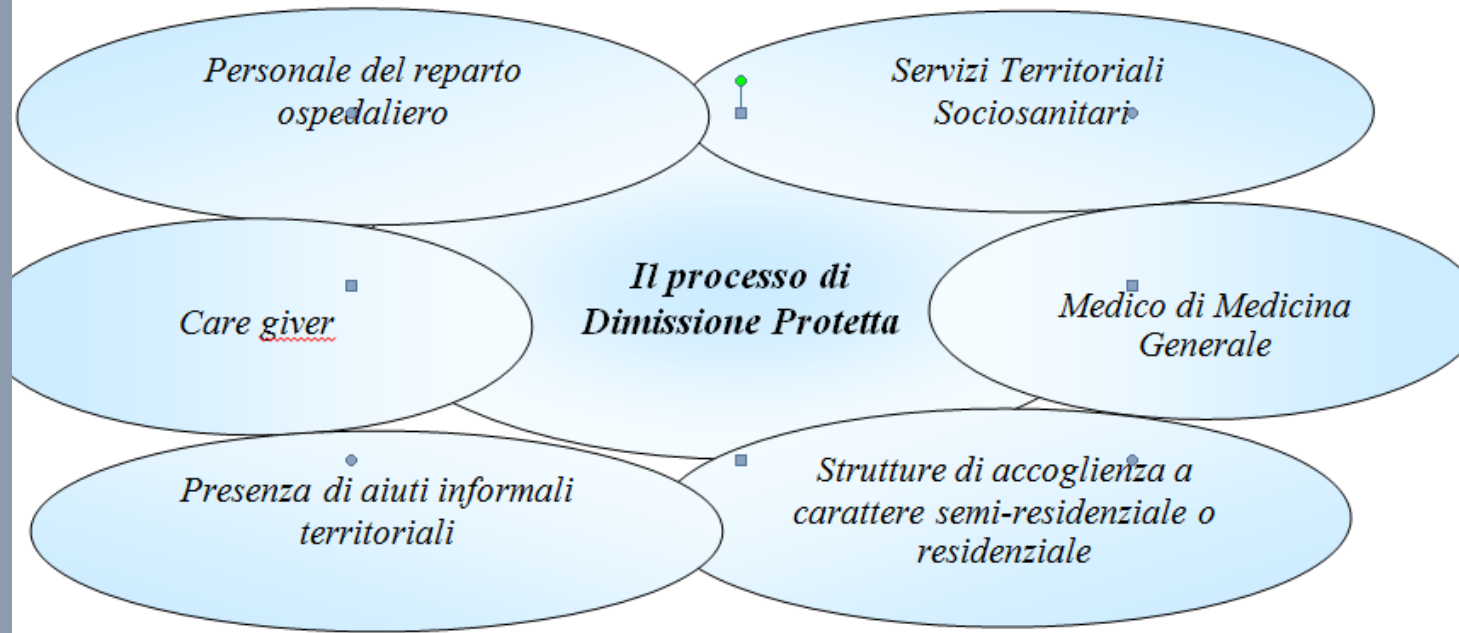 Personale del reparto
ospedaliero
Servizi Territoriali
Sociosanitari
Care giver
Il processo di
Dimissione Protetta
Medico di Medicina
Generale
Presenza di aiuti informali
territoriali
Strutture di accoglienza a
carattere semi-residenziale o
residenziale